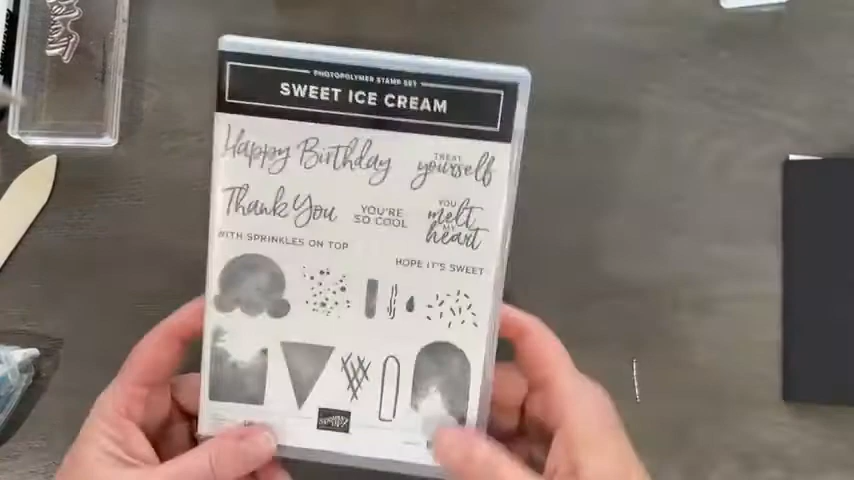 PHOTOPOLYMER STAMP SET
SWEET ICE CREAM
Happy Birthday
TREAT
yourself
Thank You
YOU'RE
SO COOL
YOU
melt
MY
heart
WITH SPRINKLES ON TOP
HOPE IT'S SWEET